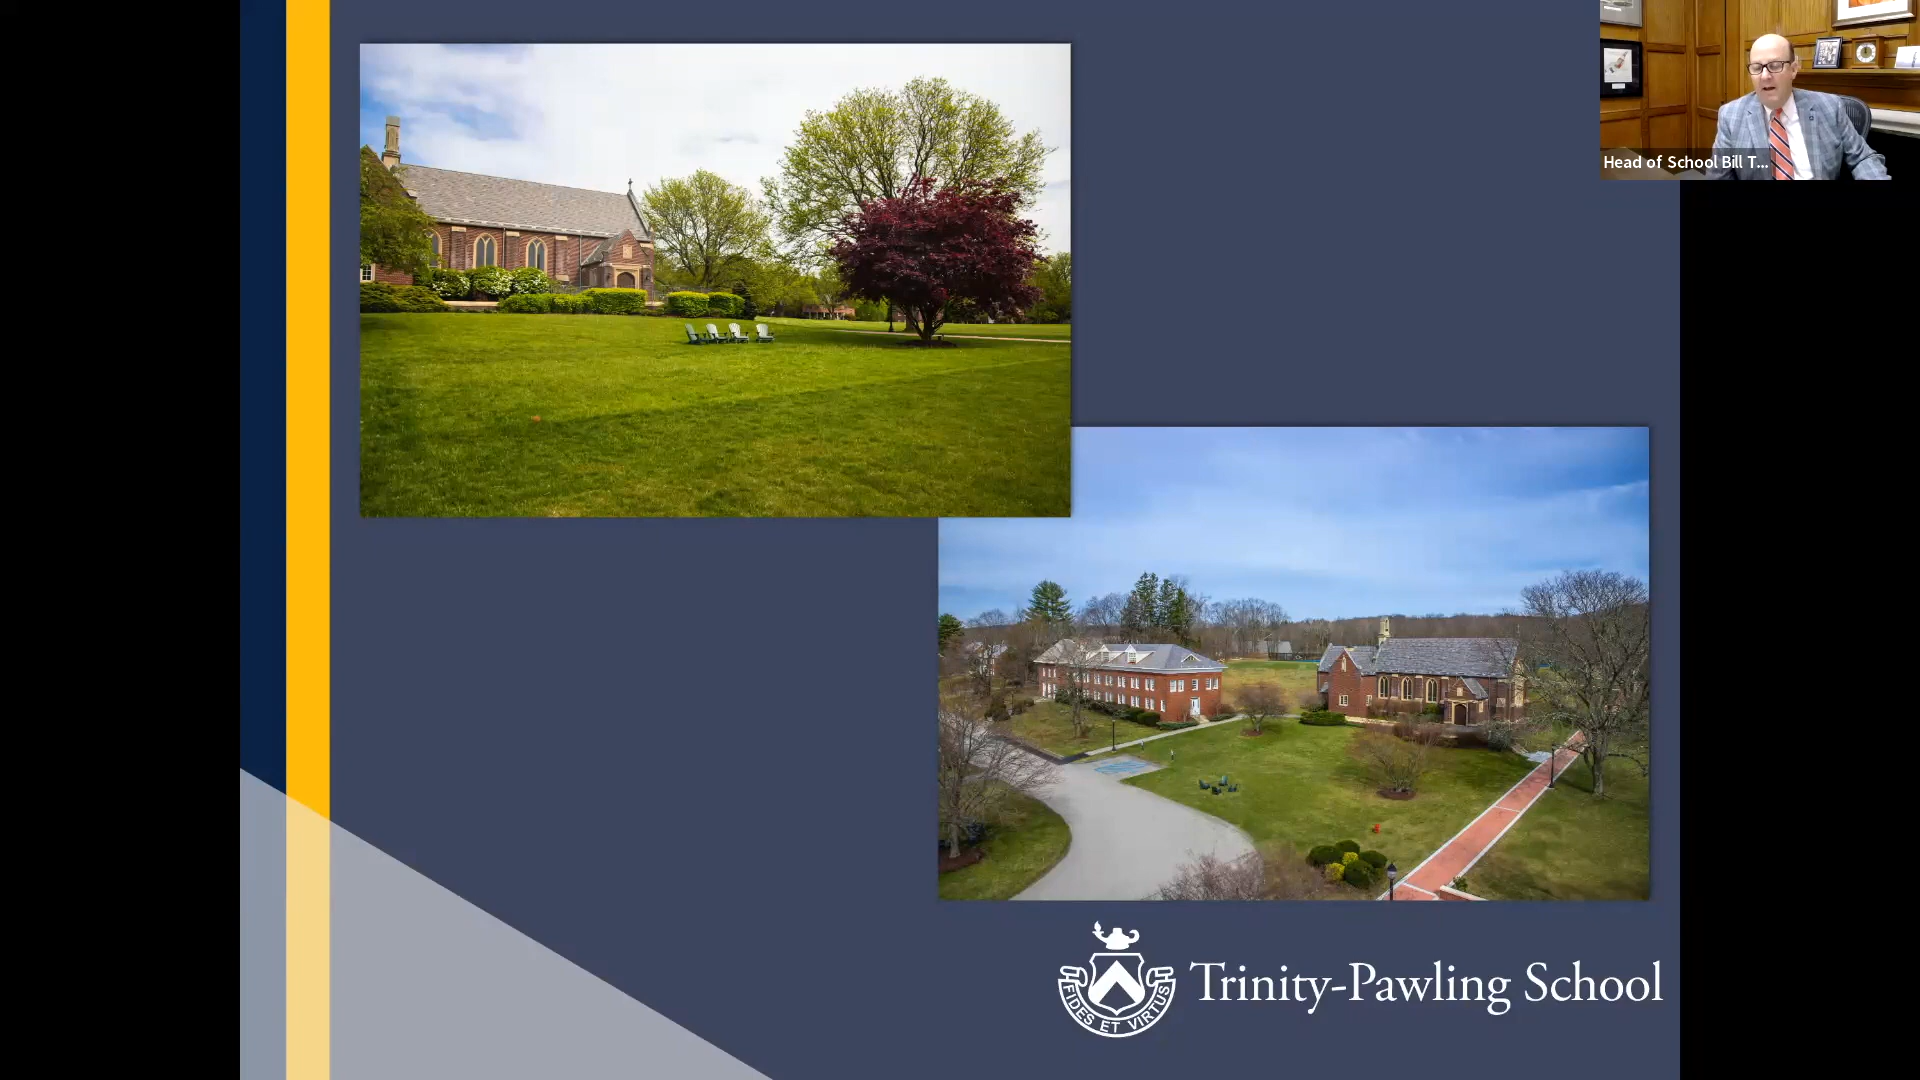 Head of School Bill T...
Trinity-Pawling School
FIDES ET VIRTUS